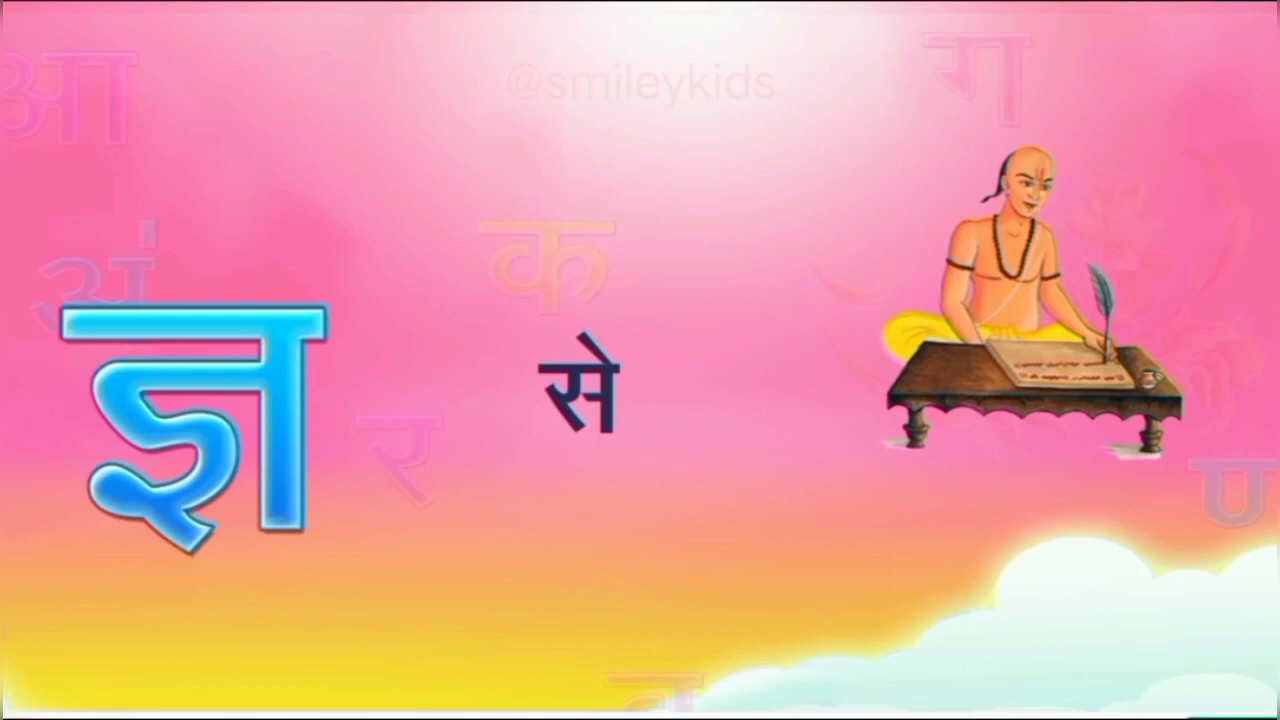 @smileykids
आ
ग
अं
क
ज्ञ
से
र
ण